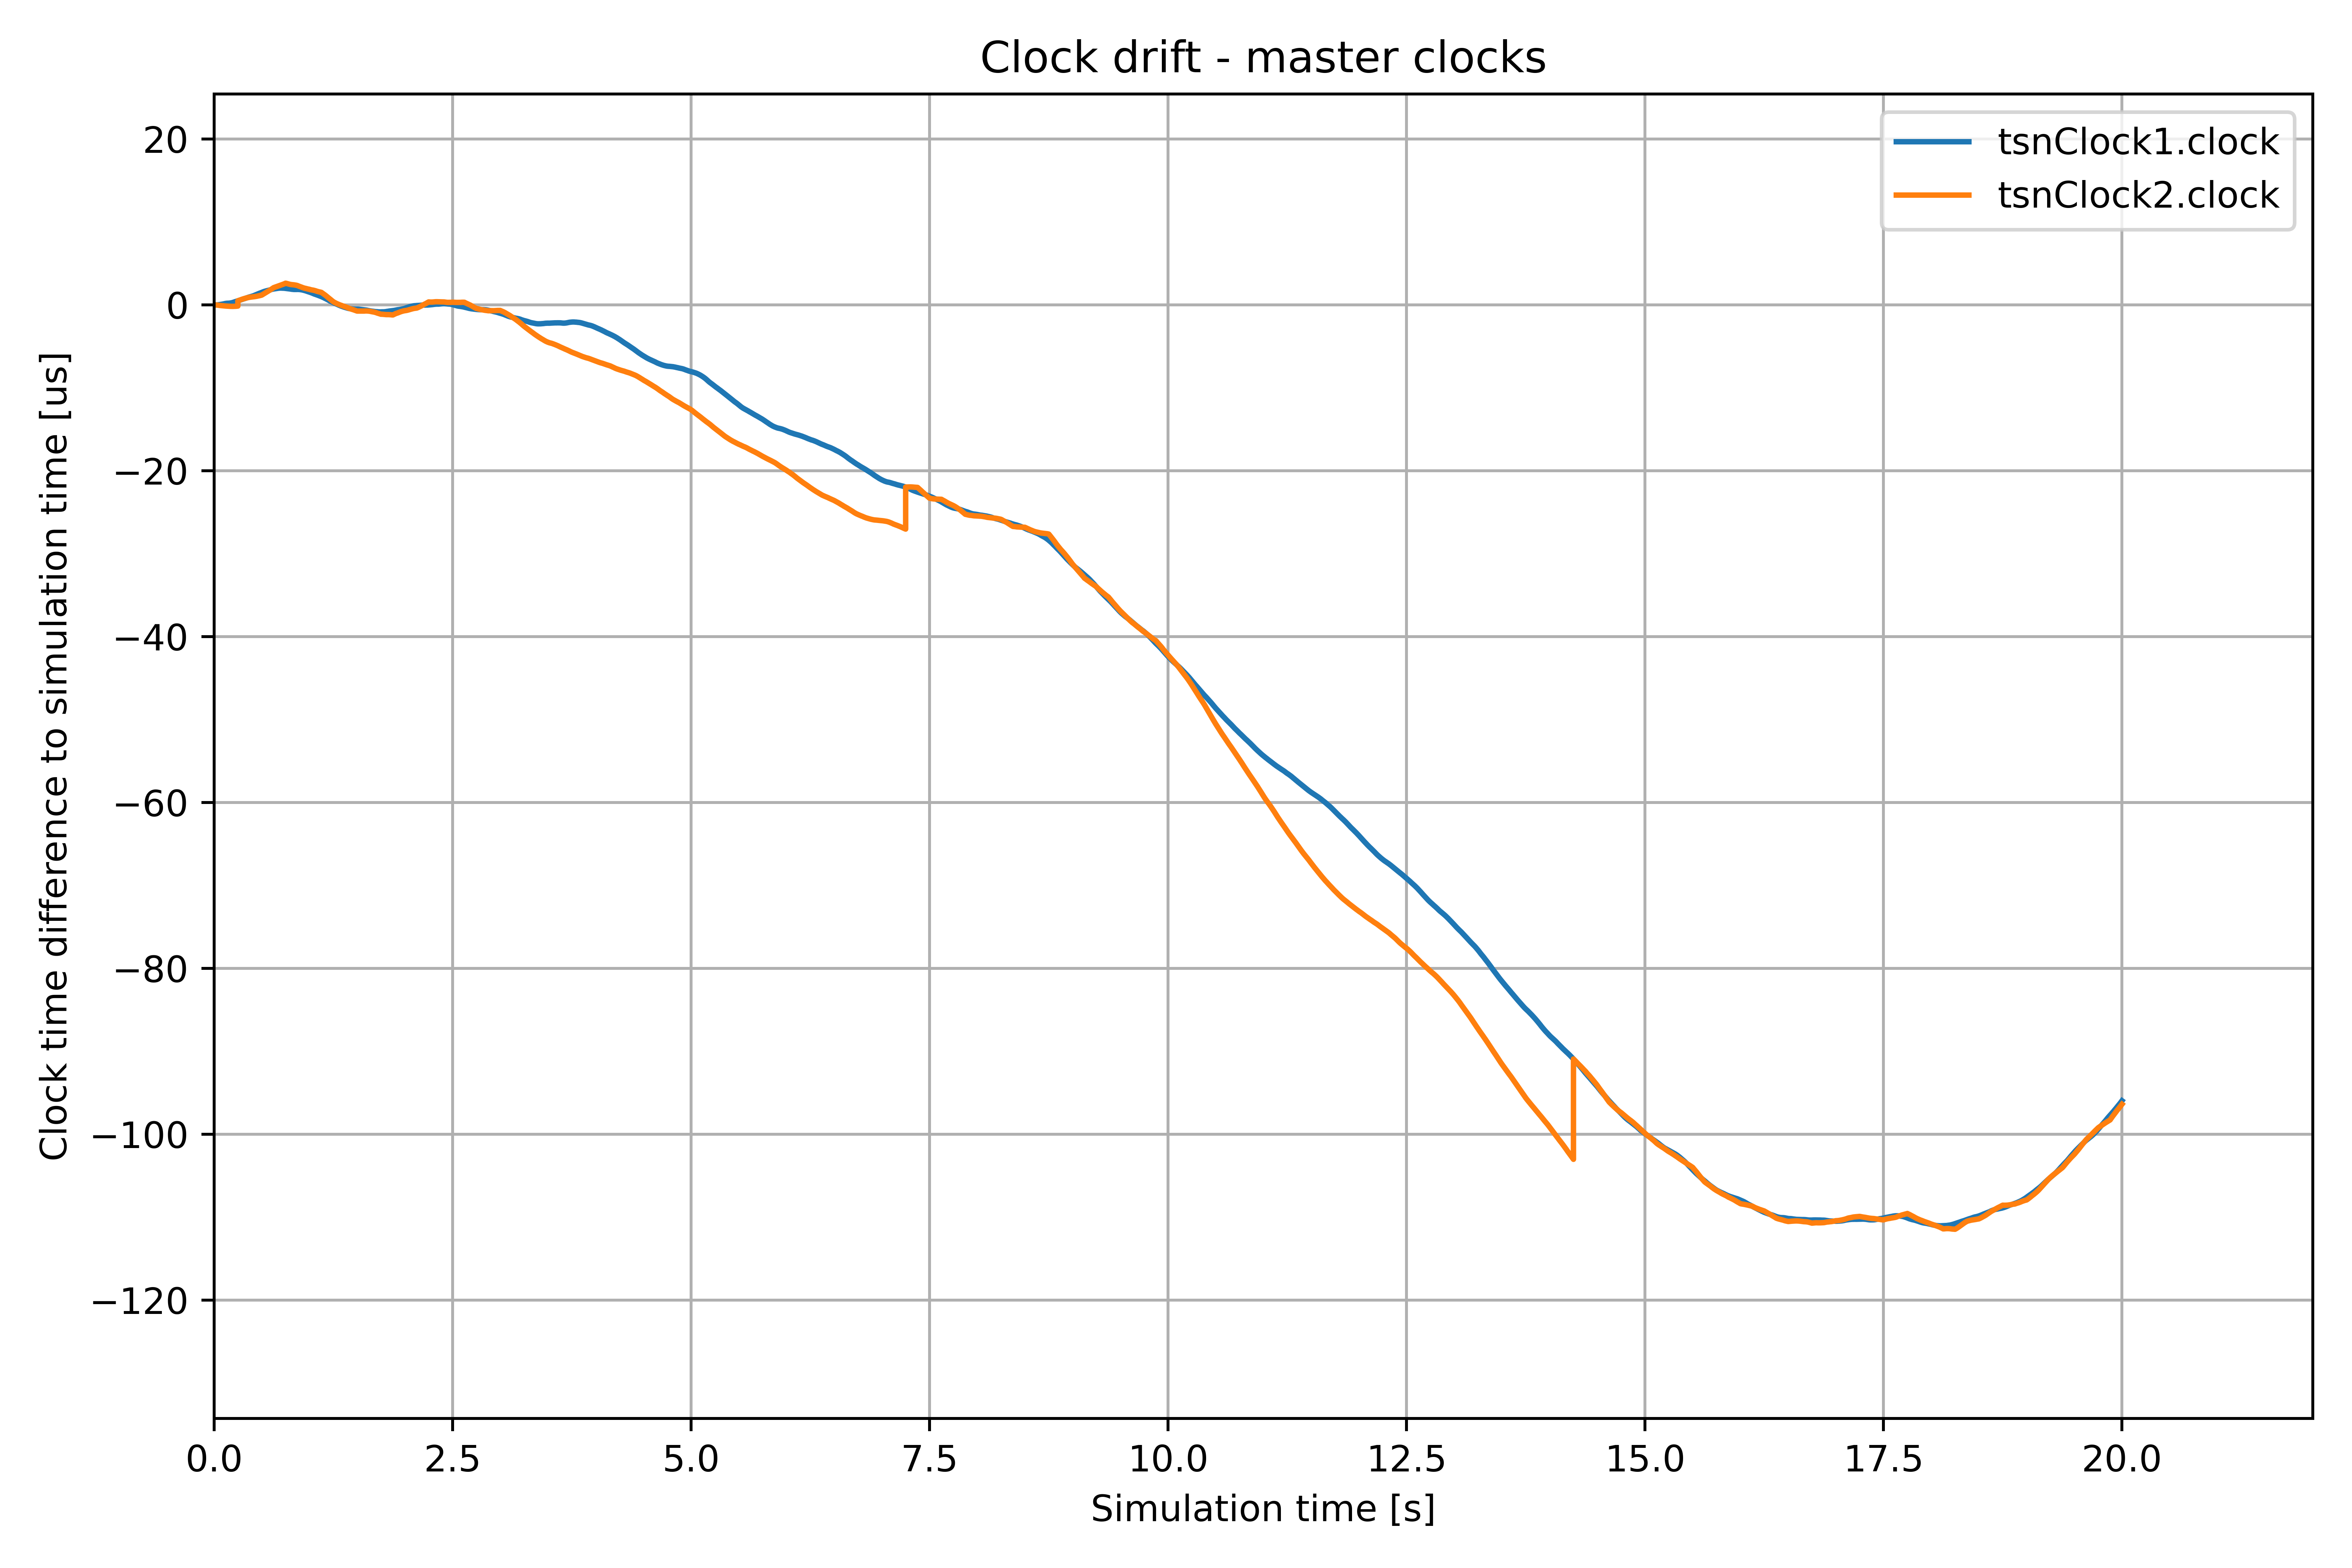 Clock drift - master clocks
tsnClock1.clock
tsnClock2.clock
Clock time difference to simulation time [us]
20
0
−20
−40
−60
−80
−100
−120
0.0 2.5 5.0 7.5 10.0 12.5 15.0 17.5 20.0
Simulation time [s]